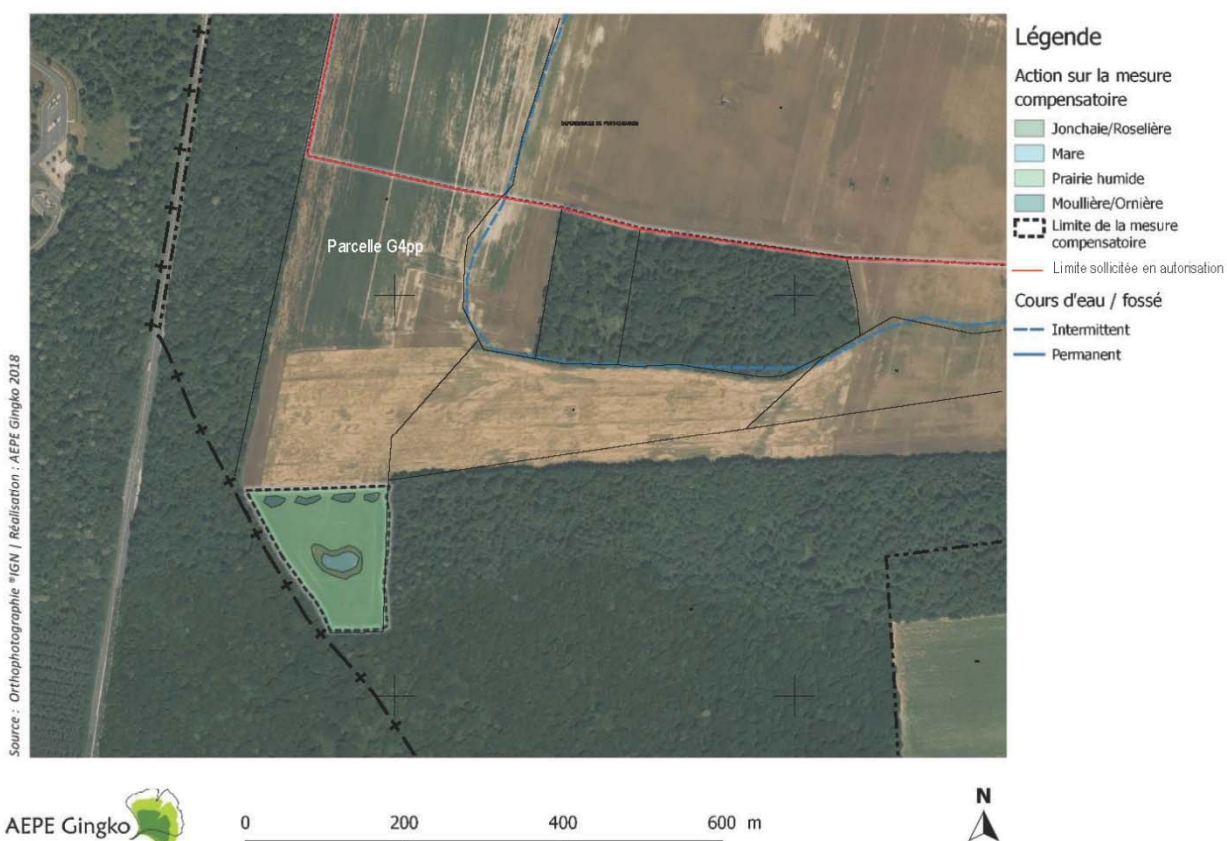 Légende
Action sur la mesure
compensatoire
Jonchaie/Roselière
Mare
Prairie humide
Moullière/Ornière
Limite de la mesure
compensatoire
Limite sollicitée en autorisation
Cours d'eau / fossé
Intermittent
Permanent
Parcelle G4pp
Source : Orthophotographie ®IGN | Réalisation : AEPE Gingko 2018
AEPE Gingko
0 200 400 600 m
N